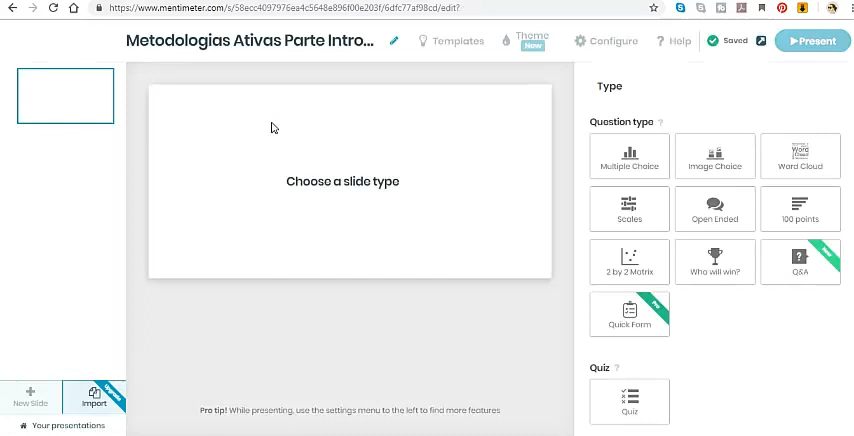 https://www.mentimeter.com/s/58ecc4097976ea4c5648e896f00e203f/6dfc77af98cd/edit?
Metodologias Ativas Parte Intro... Templates Theme New Configure ? Help Saved Present
Choose a slide type
Type
Question type ?
Multiple Choice Image Choice Word Cloud
Scales Open Ended 100 points
2 by 2 Matrix Who will win? Q&A
Quick Form Pro
Quiz ?
Quiz
New Slide Import Upgrade
Pro tip! While presenting, use the settings menu to the left to find more features
Your presentations